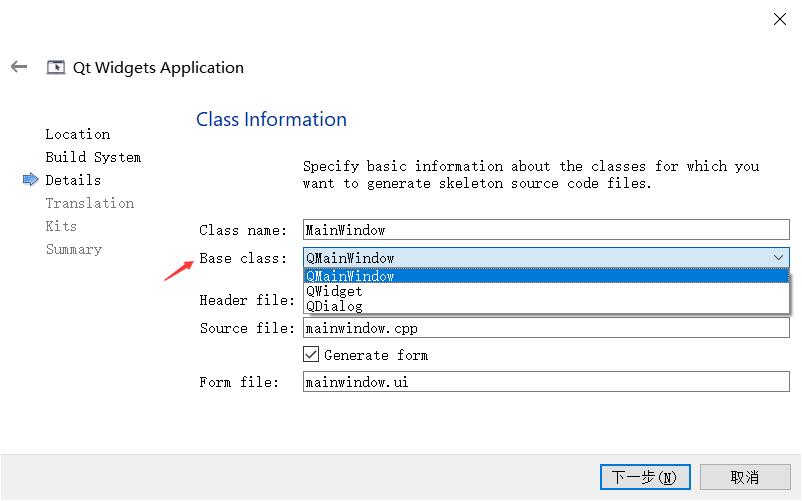 Qt Widgets Application
Location
Build System
Details
Translation
Kits
Summary
Class Information
Specify basic information about the classes for which you
want to generate skeleton source code files.
Class name: MainWindow
Base class: QMainWindow
QMainWindow
QWidget
QDialog
Header file:
Source file: mainwindow.cpp
Generate form
Form file: mainwindow.ui
下一步(N)
取消